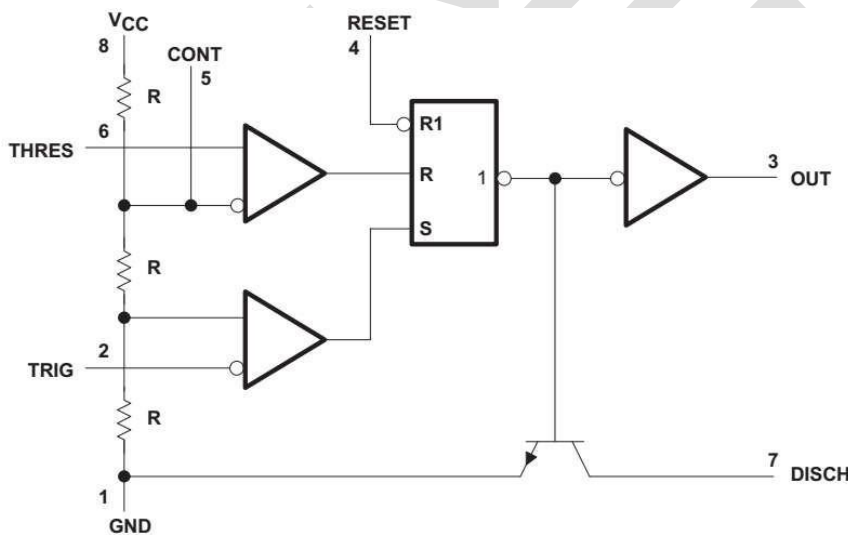 VCC
8
CONT
5
RESET
4
R
6
THRES
R1
R
1
S
3
OUT
R
2
TRIG
R
7
DISCH
1
GND